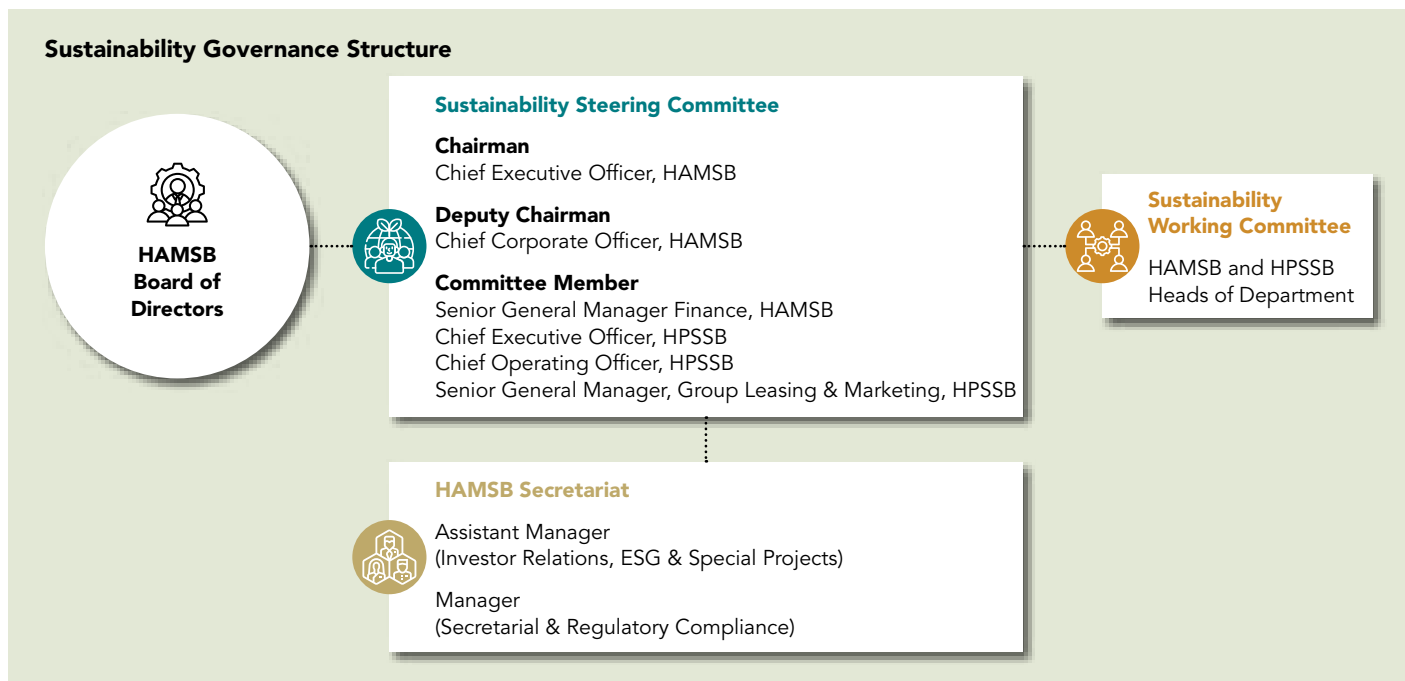 Sustainability Governance Structure
HAMSB
Board of
Directors
Sustainability Steering Committee
Chairman
Chief Executive Officer, HAMSB
Deputy Chairman
Chief Corporate Officer, HAMSB
Committee Member
Senior General Manager Finance, HAMSB
Chief Executive Officer, HPSSB
Chief Operating Officer, HPSSB
Senior General Manager, Group Leasing & Marketing, HPSSB
Sustainability
Working Committee
HAMSB and HPSSB
Heads of Department
HAMSB Secretariat
Assistant Manager
(Investor Relations, ESG & Special Projects)
Manager
(Secretarial & Regulatory Compliance)